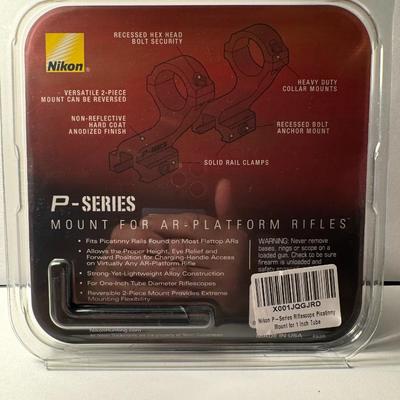 Nikon
RECESSED HEX HEAD
BOLT SECURITY
VERSATILE 2-PIECE
MOUNT CAN BE REVERSED
HEAVY DUTY
COLLAR MOUNTS
NON-REFLECTIVE
HARD COAT
ANODIZED FINISH
RECESSED BOLT
ANCHOR MOUNT
SOLID RAIL CLAMPS
P-SERIES
MOUNT FOR AR-PLATFORM RIFLES™
• Fits Picatinny Rails Found on Most Flattop ARs
• Allows the Proper Height, Eye Relief and
Forward Position for Charging-Handle Access
on Virtually Any AR-Platform Rifle
• Strong-Yet-Lightweight Alloy Construction
• For One-Inch Tube Diameter Riflescopes
• Reversible 2-Piece Mount Provides Extreme
Mounting Flexibility
NikonHunting.com
WARNING: Never remove
bases, rings or scope on a
loaded gun. Check to be sure
firearm is unloaded and
safety
X001JQGJRD
Nikon P-Series Riflescope Picatinny
Mount for 1 Inch Tube
MADE IN USA